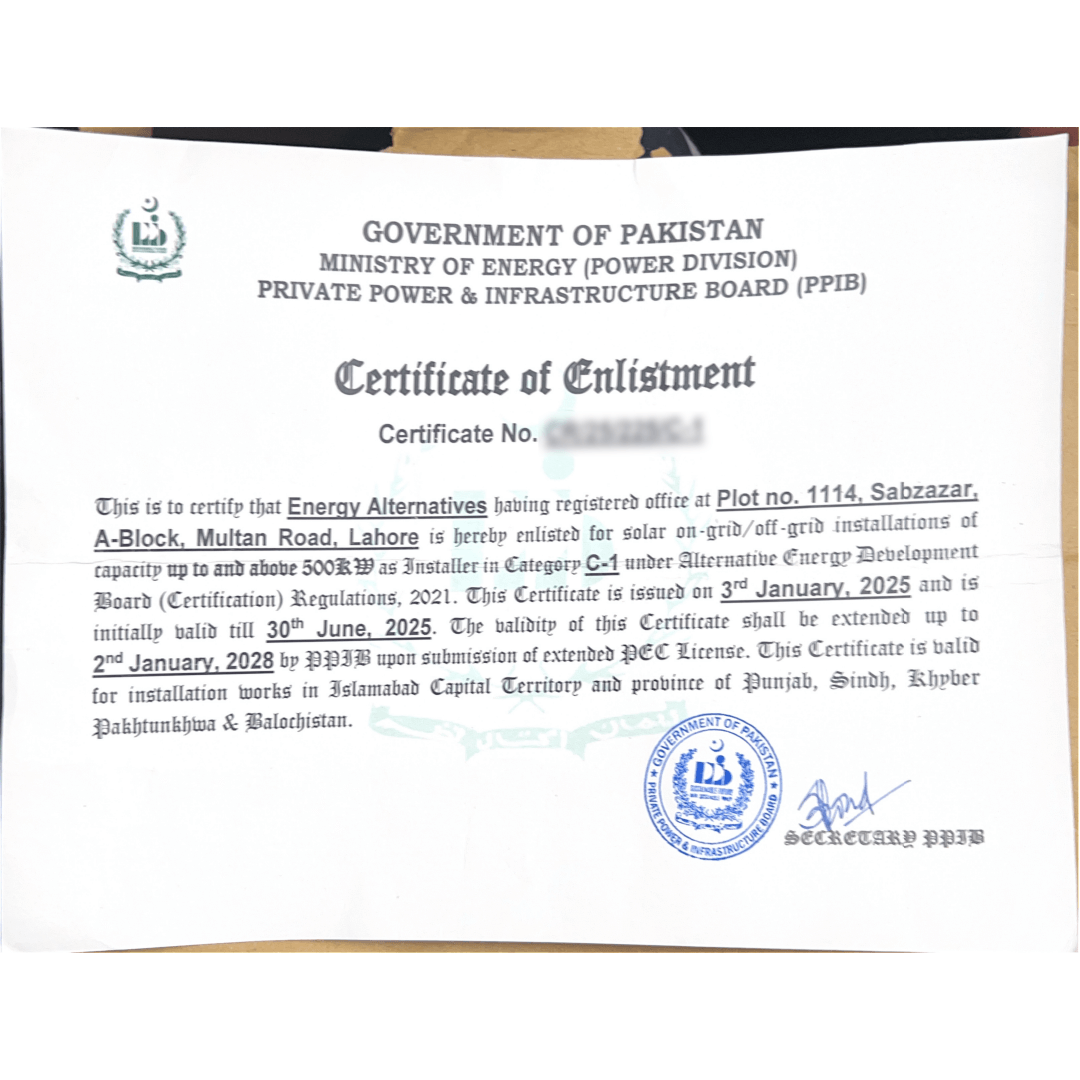 GOVERNMENT OF PAKISTAN
MINISTRY OF ENERGY (POWER DIVISION)
PRIVATE POWER & INFRASTRUCTURE BOARD (PPIB)
Certificate of Enlistment
Certificate No.
This is to certify that Energy Alternatives having registered office at Plot no. 1114, Sabzazar,
A-Block, Multan Road, Lahore is hereby enlisted for solar on-grid/off-grid installations of
capacity up to and above 500KW as Installer in Category C-1 under Alternative Energy Development
Board (Certification) Regulations, 2021. This Certificate is issued on 3rd January, 2025 and is
initially valid till 30th June, 2025. The validity of this Certificate shall be extended up to
2nd January, 2028 by PPIB upon submission of extended PEC License. This Certificate is valid
for installation works in Islamabad Capital Territory and province of Punjab, Sindh, Khyber
Pakhtunkhwa & Balochistan.
GOVERNMENT OF PAKISTAN
PRIVATE POWER & INFRASTRUCTURE BOARD
SECRETARY PPIB